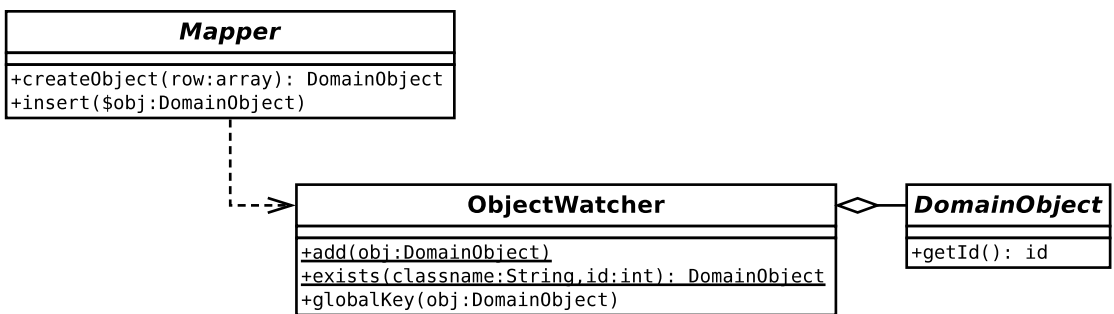 Mapper
+createObject(row:array): DomainObject
+insert($obj:DomainObject)
ObjectWatcher
+add(obj:DomainObject)
+exists(classname:String,id:int): DomainObject
+globalKey(obj:DomainObject)
DomainObject
+getId(): id